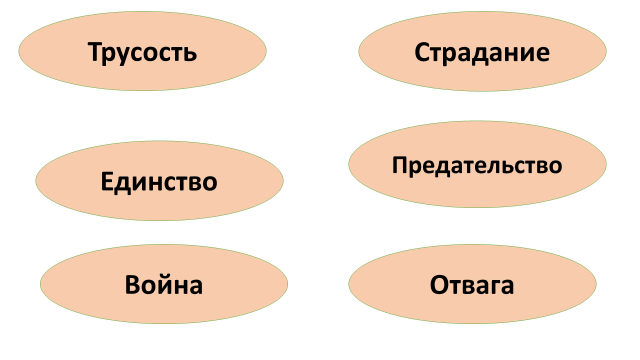 Трусость
Страдание
Единство
Предательство
Война
Отвага